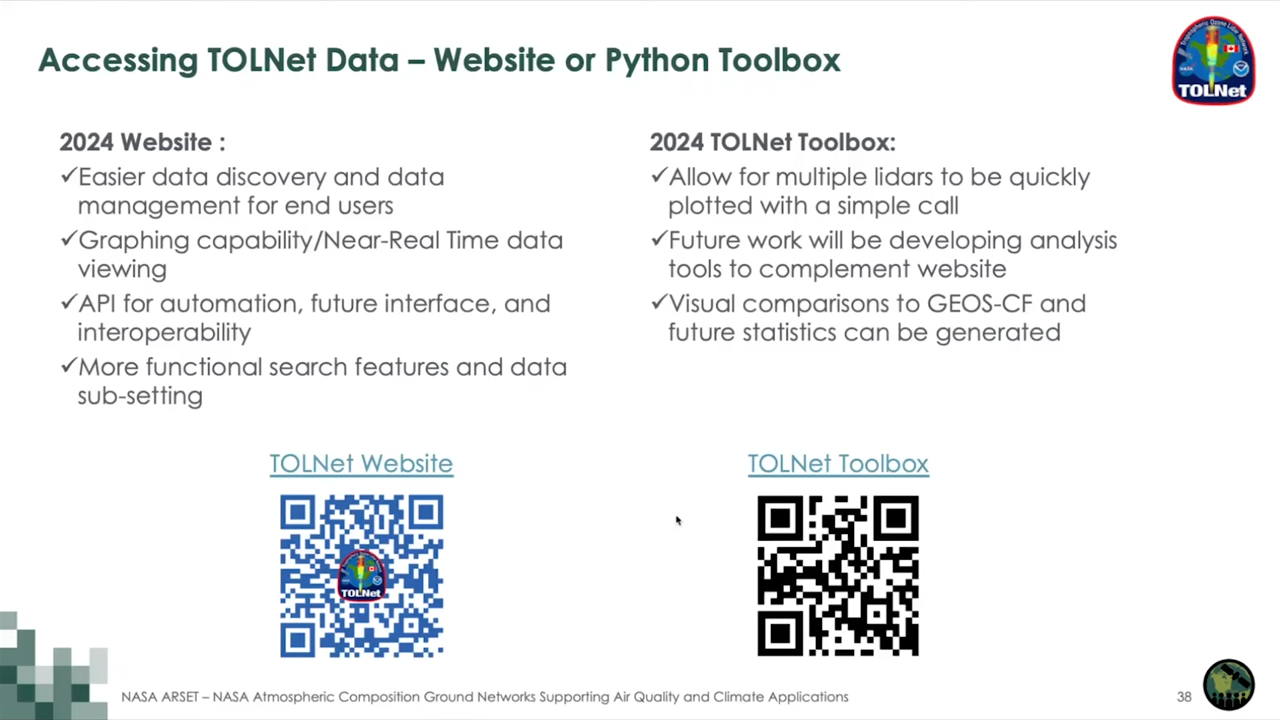 Accessing TOLNet Data – Website or Python Toolbox
Tropospheric Ozone Lidar Network
NASA
TOLNet
2024 Website :
✓Easier data discovery and data
management for end users
✓Graphing capability/Near-Real Time data
viewing
✓API for automation, future interface, and
interoperability
✓More functional search features and data
sub-setting
2024 TOLNet Toolbox:
✓Allow for multiple lidars to be quickly
plotted with a simple call
✓Future work will be developing analysis
tools to complement website
✓Visual comparisons to GEOS-CF and
future statistics can be generated
TOLNet Website
TOLNet
TOLNet Toolbox
NASA ARSET – NASA Atmospheric Composition Ground Networks Supporting Air Quality and Climate Applications
38